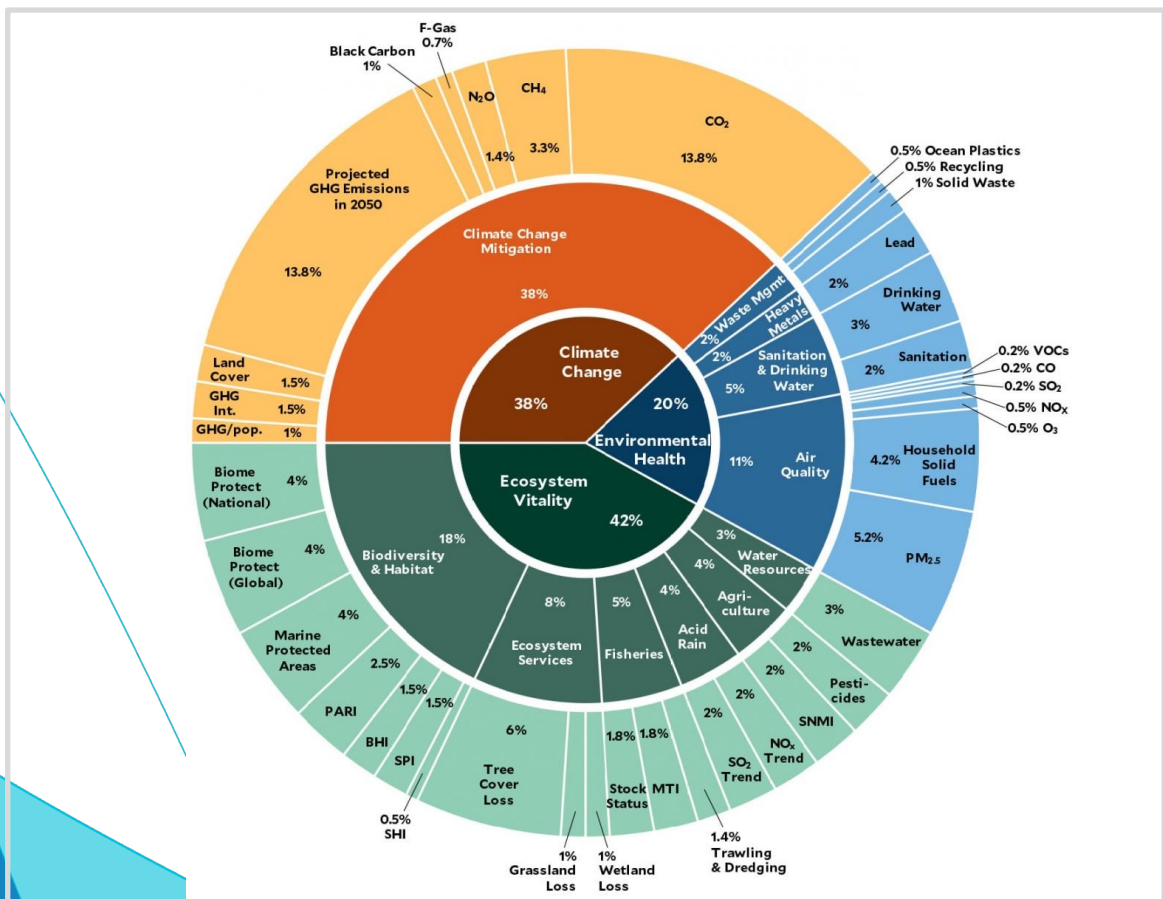 F-Gas
0.7%
Black Carbon
1%
N₂O
1.4%
CH₄
3.3%
CO₂
13.8%
Projected
GHG Emissions
in 2050
13.8%
Land
Cover
1.5%
GHG
Int.
1.5%
GHG/pop.
1%
0.5% Ocean Plastics
0.5% Recycling
1% Solid Waste
Lead
2%
Drinking
Water
3%
Sanitation
2%
0.2% VOCs
0.2% CO
0.2% SO₂
0.5% NOₓ
0.5% O₃
4.2% Household
Solid
Fuels
5.2%
PM₂.₅
Climate Change
Mitigation
38%
2% Waste Mgmt
Heavy
Metals
2%
Sanitation
& Drinking
Water
5%
Air
Quality
11%
Climate
Change
38%
20%
Environmental
Health
Ecosystem
Vitality
42%
18%
Biodiversity
& Habitat
8%
Ecosystem
Services
5%
Fisheries
4%
Acid
Rain
4%
Agri-
culture
3%
Water
Resources
Biome
Protect
(National)
4%
Biome
Protect
(Global)
4%
Marine
Protected
Areas
4%
2.5%
PARI
1.5%
BHI
1.5%
SPI
0.5%
SHI
6%
Tree
Cover
Loss
1%
Grassland
Loss
1%
Wetland
Loss
1.8%
Stock
Status
1.8%
MTI
1.4%
Trawling
& Dredging
2%
SO₂
Trend
2%
NOₓ
Trend
2%
SNMI
2%
Pesti-
cides
3%
Wastewater